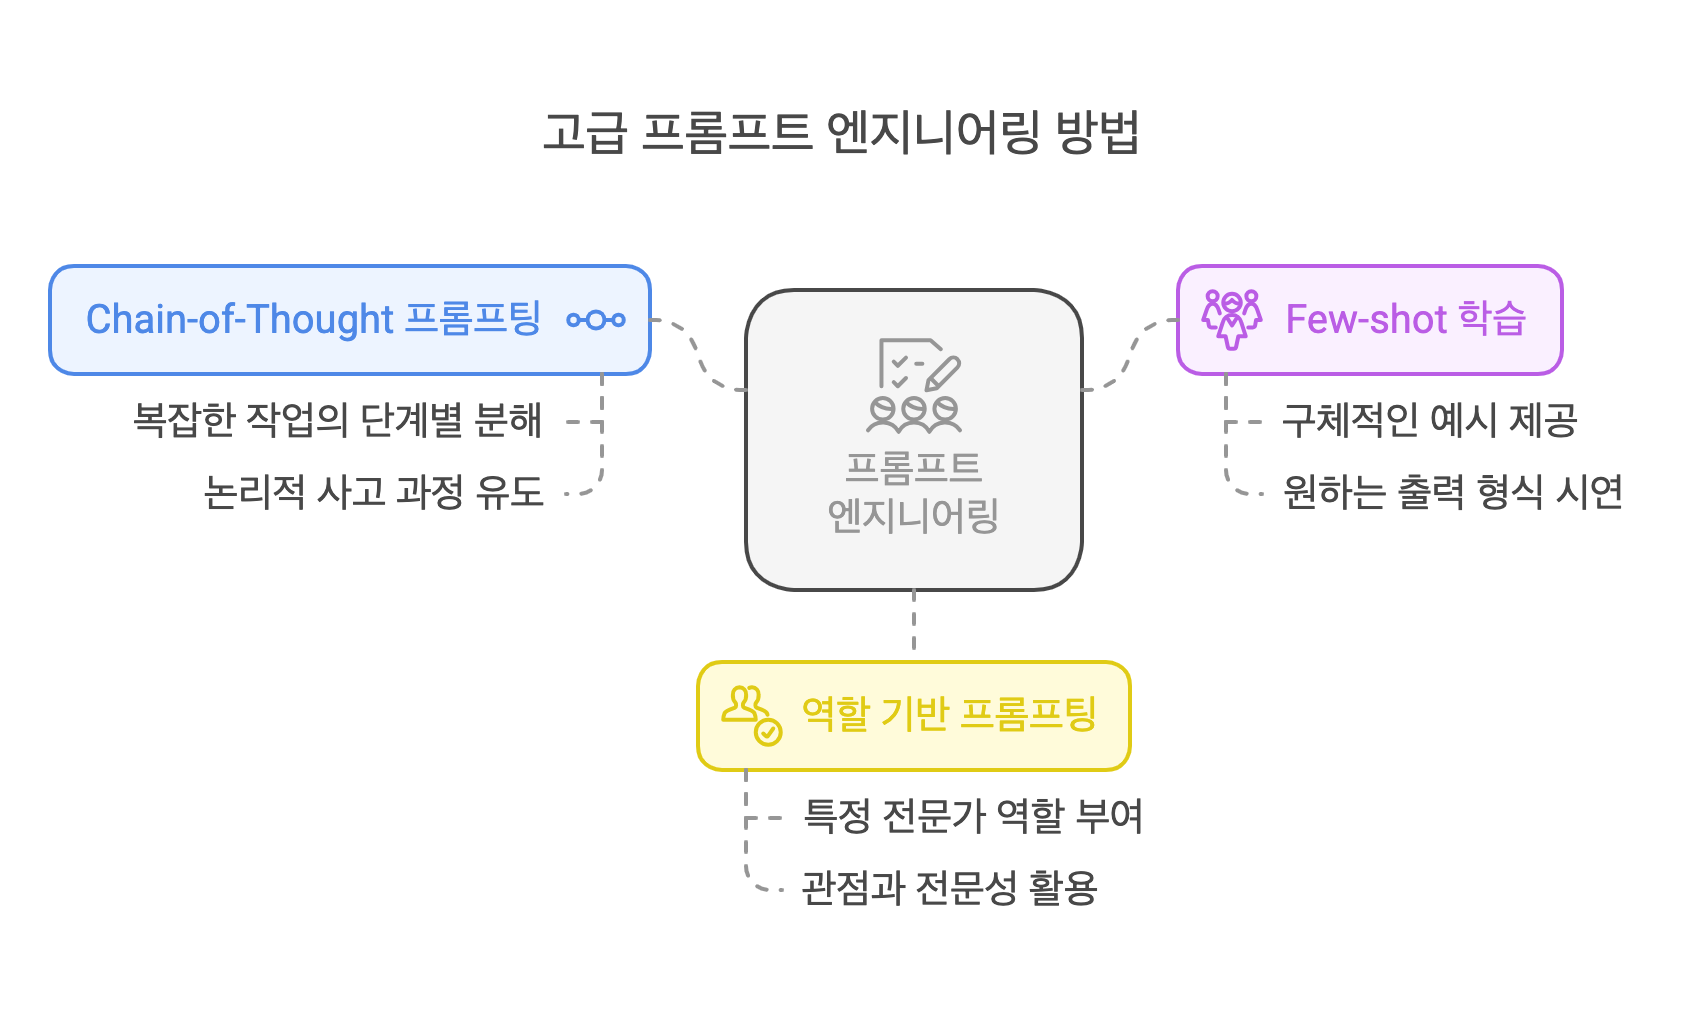 고급 프롬프트 엔지니어링 방법
Chain-of-Thought 프롬프팅
복잡한 작업의 단계별 분해
논리적 사고 과정 유도
프롬프트
엔지니어링
Few-shot 학습
구체적인 예시 제공
원하는 출력 형식 시연
역할 기반 프롬프팅
특정 전문가 역할 부여
관점과 전문성 활용